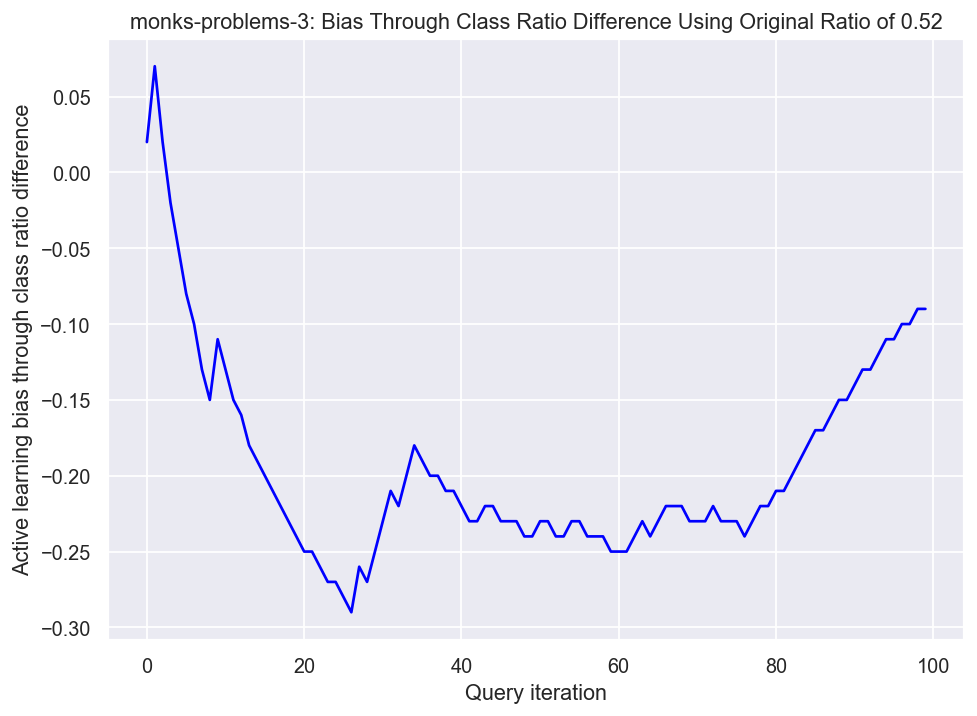 monks-problems-3: Bias Through Class Ratio Difference Using Original Ratio of 0.52
Active learning bias through class ratio difference
0.05
0.00
−0.05
−0.10
−0.15
−0.20
−0.25
−0.30
0 20 40 60 80 100
Query iteration